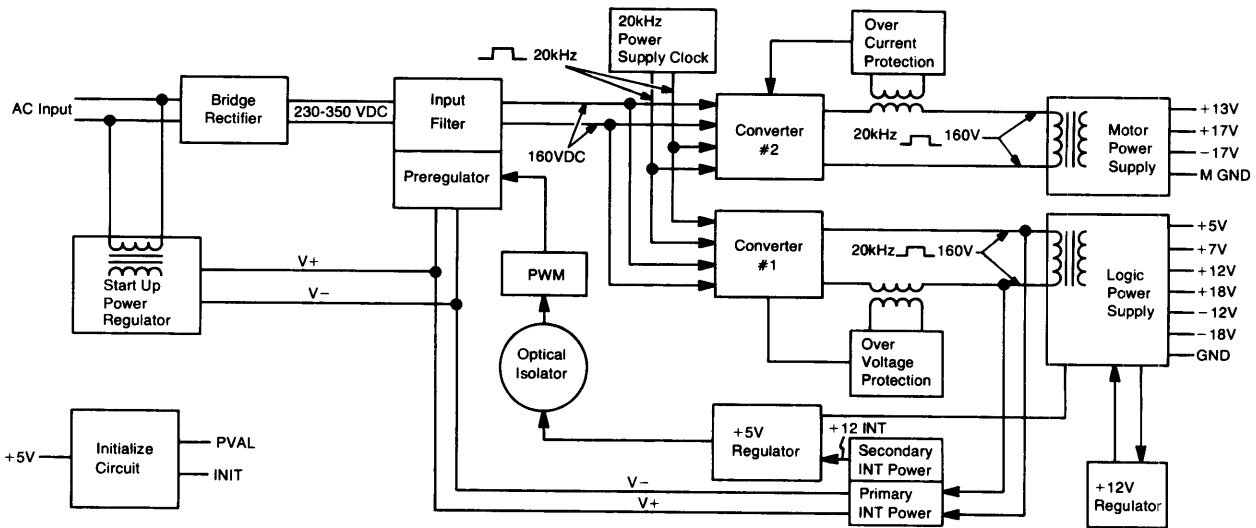 20kHz
Power
Supply Clock
20kHz
Over
Current
Protection
AC Input
Bridge
Rectifier
230-350 VDC
Input
Filter
160VDC
Converter
#2
20kHz
160V
Motor
Power
Supply
+13V
+17V
-17V
M GND
Preregulator
PWM
Start Up
Power
Regulator
V+
V-
Converter
#1
20kHz
160V
Logic
Power
Supply
+5V
+7V
+12V
+18V
-12V
-18V
GND
Optical
Isolator
Over
Voltage
Protection
+5V
Initialize
Circuit
PVAL
INIT
+5V
Regulator
+12 INT
Secondary
INT Power
Primary
INT Power
V-
V+
+12V
Regulator